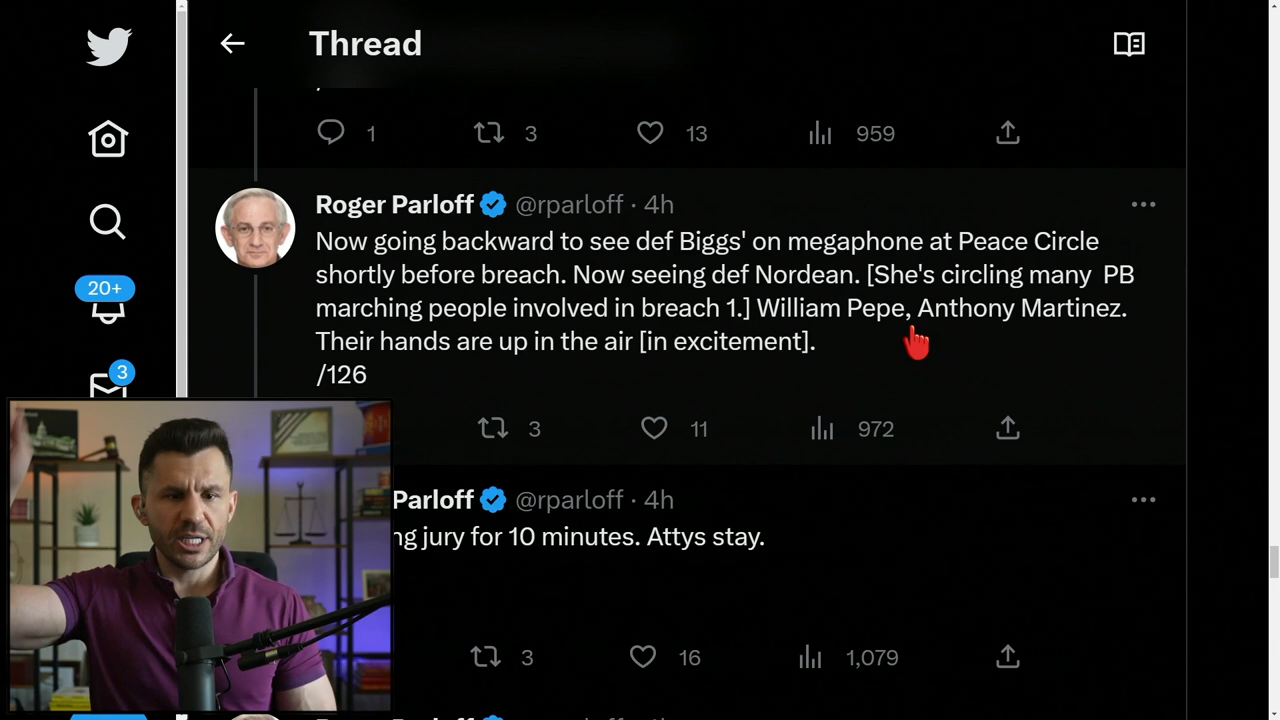 Thread
1
3
13
959
Roger Parloff @rparloff · 4h
Now going backward to see def Biggs' on megaphone at Peace Circle
shortly before breach. Now seeing def Nordean. [She's circling many  PB
marching people involved in breach 1.] William Pepe, Anthony Martinez.
Their hands are up in the air [in excitement].
/126
20+
3
3
11
972
Parloff @rparloff · 4h
ng jury for 10 minutes. Attys stay.
3
16
1,079